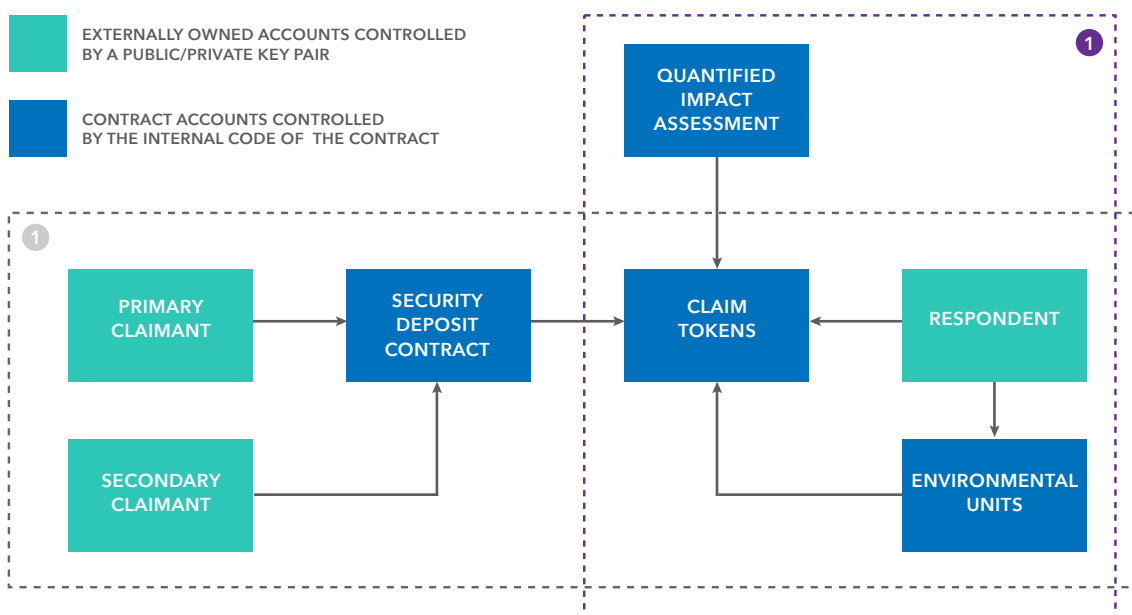 EXTERNALLY OWNED ACCOUNTS CONTROLLED
BY A PUBLIC/PRIVATE KEY PAIR
CONTRACT ACCOUNTS CONTROLLED
BY THE INTERNAL CODE OF THE CONTRACT
1
QUANTIFIED
IMPACT
ASSESSMENT
1
PRIMARY
CLAIMANT
SECURITY
DEPOSIT
CONTRACT
CLAIM
TOKENS
RESPONDENT
SECONDARY
CLAIMANT
ENVIRONMENTAL
UNITS